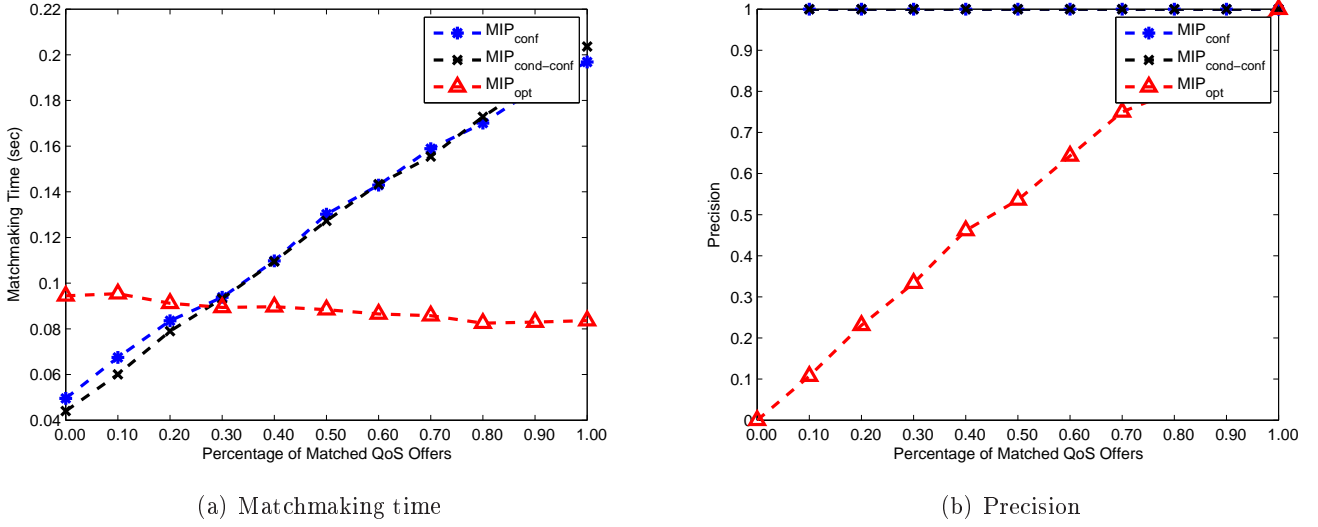 0.22
0.2
0.18
0.16
0.14
0.12
0.1
0.08
0.06
0.04
0.00 0.10 0.20 0.30 0.40 0.50 0.60 0.70 0.80 0.90 1.00
Matchmaking Time (sec)
Percentage of Matched QoS Offers
MIPconf
MIPcond−conf
MIPopt
(a) Matchmaking time
1
0.9
0.8
0.7
0.6
0.5
0.4
0.3
0.2
0.1
0
0.00 0.10 0.20 0.30 0.40 0.50 0.60 0.70 0.80 0.90 1.00
Precision
Percentage of Matched QoS Offers
MIPconf
MIPcond−conf
MIPopt
(b) Precision